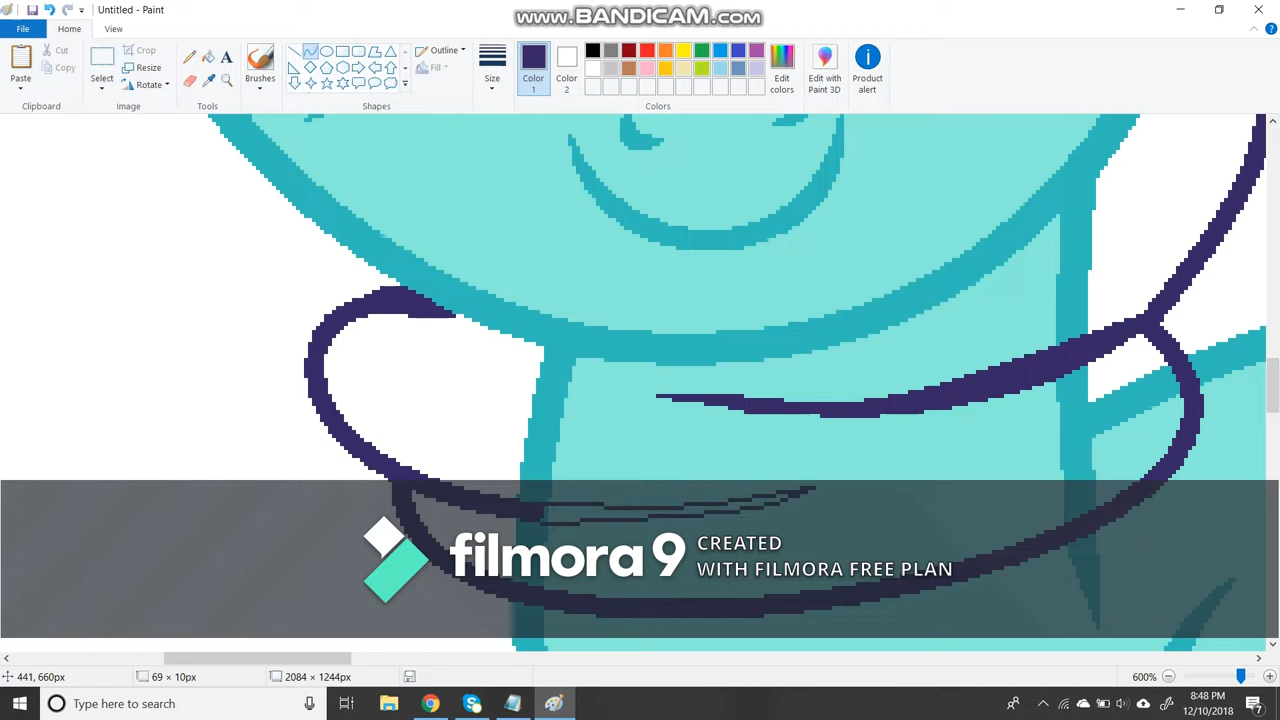 Untitled - Paint
www.BANDICAM.com
File
Home
View
Paste
Cut
Copy
Clipboard
Select
Crop
Resize
Rotate
Image
Tools
Brushes
Shapes
Outline
Fill
Size
Color
1
Color
2
Colors
Edit
colors
Edit with
Paint 3D
Product
alert
filmora9
CREATED
WITH FILMORA FREE PLAN
441, 660px
69 × 10px
2084 × 1244px
600%
Type here to search
8:48 PM
12/10/2018
7